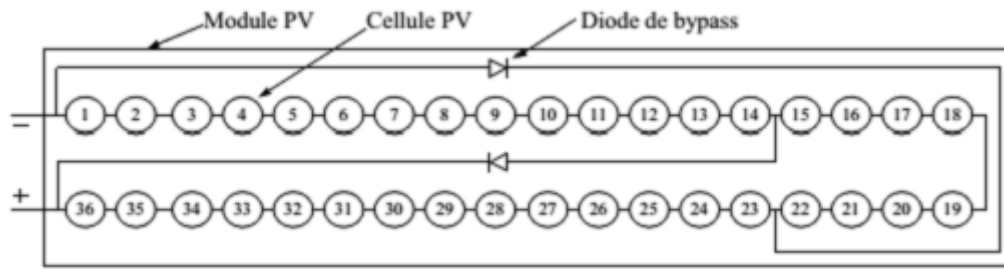 Module PV Cellule PV Diode de bypass
− 1 2 3 4 5 6 7 8 9 10 11 12 13 14 15 16 17 18
+ 36 35 34 33 32 31 30 29 28 27 26 25 24 23 22 21 20 19